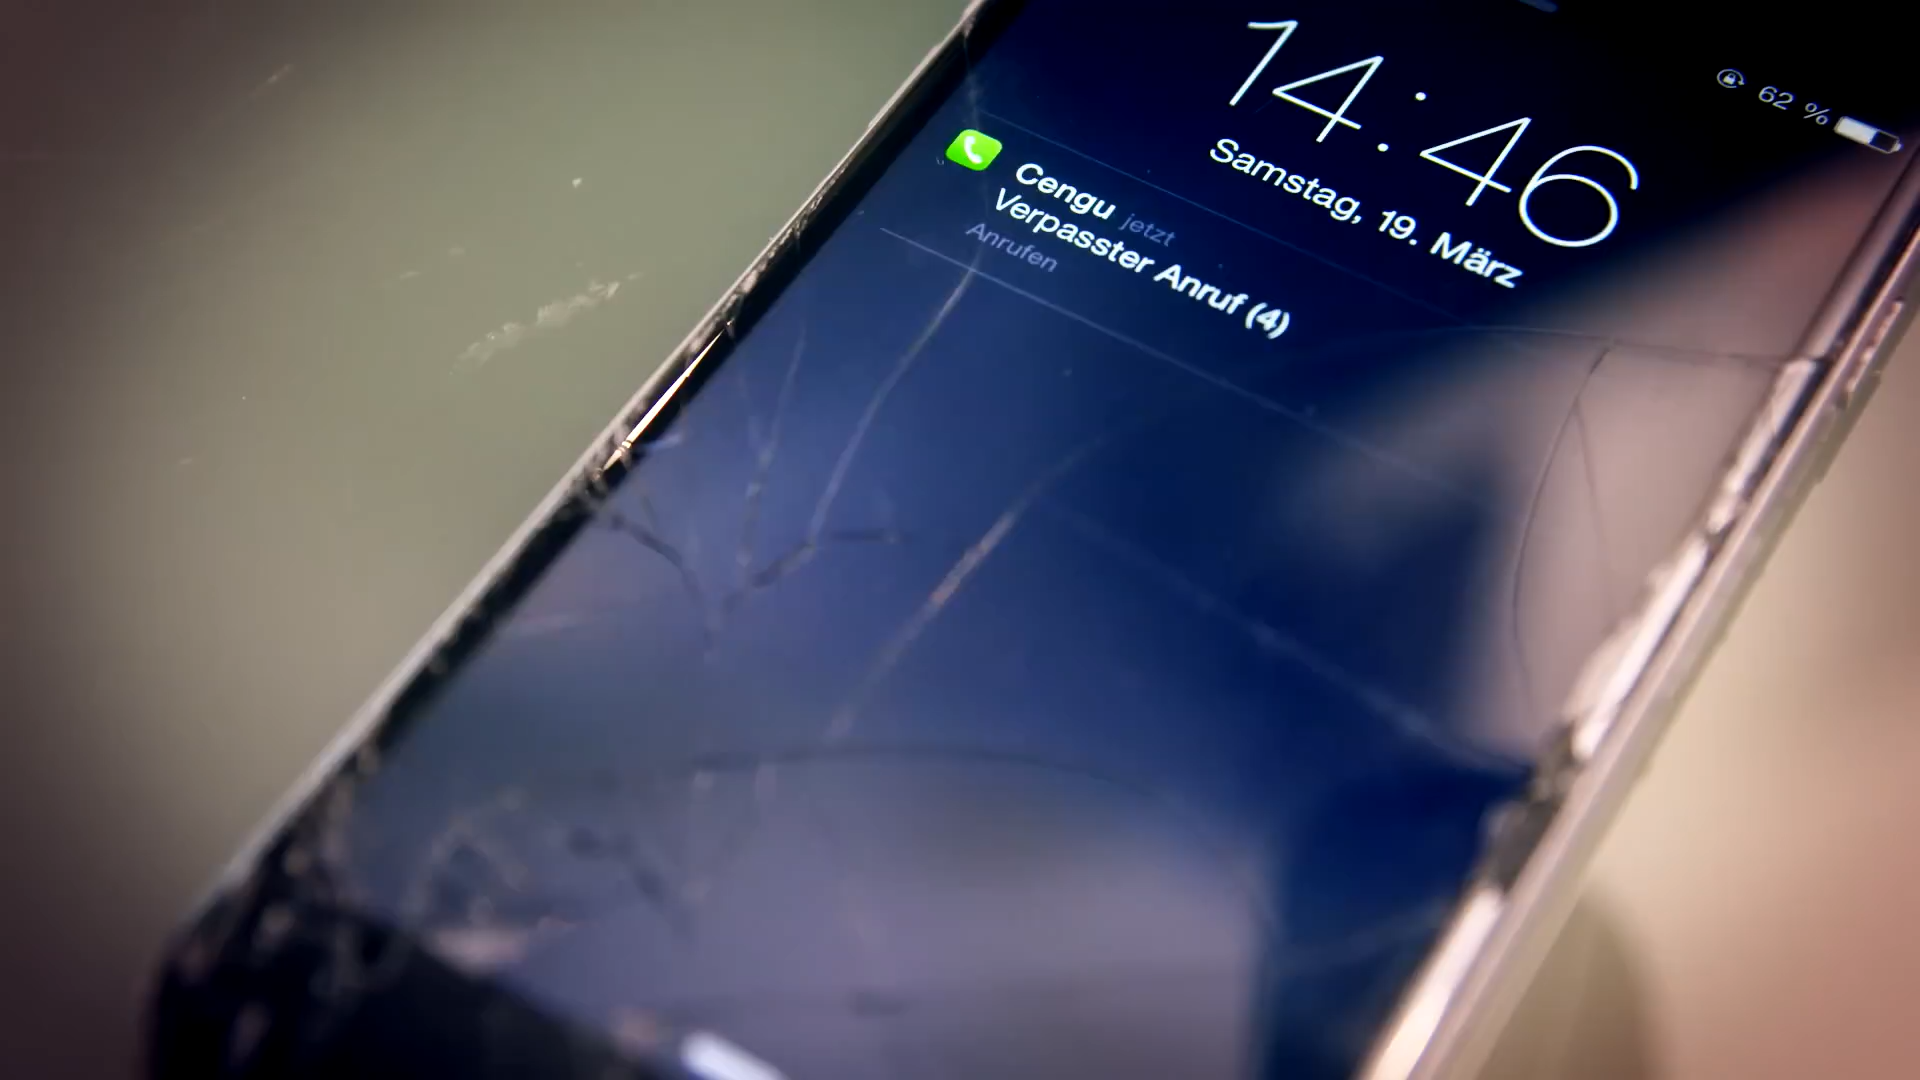 62 %
14:46
Samstag, 19. März
Cengu jetzt
Verpasster Anruf (4)
Anrufen